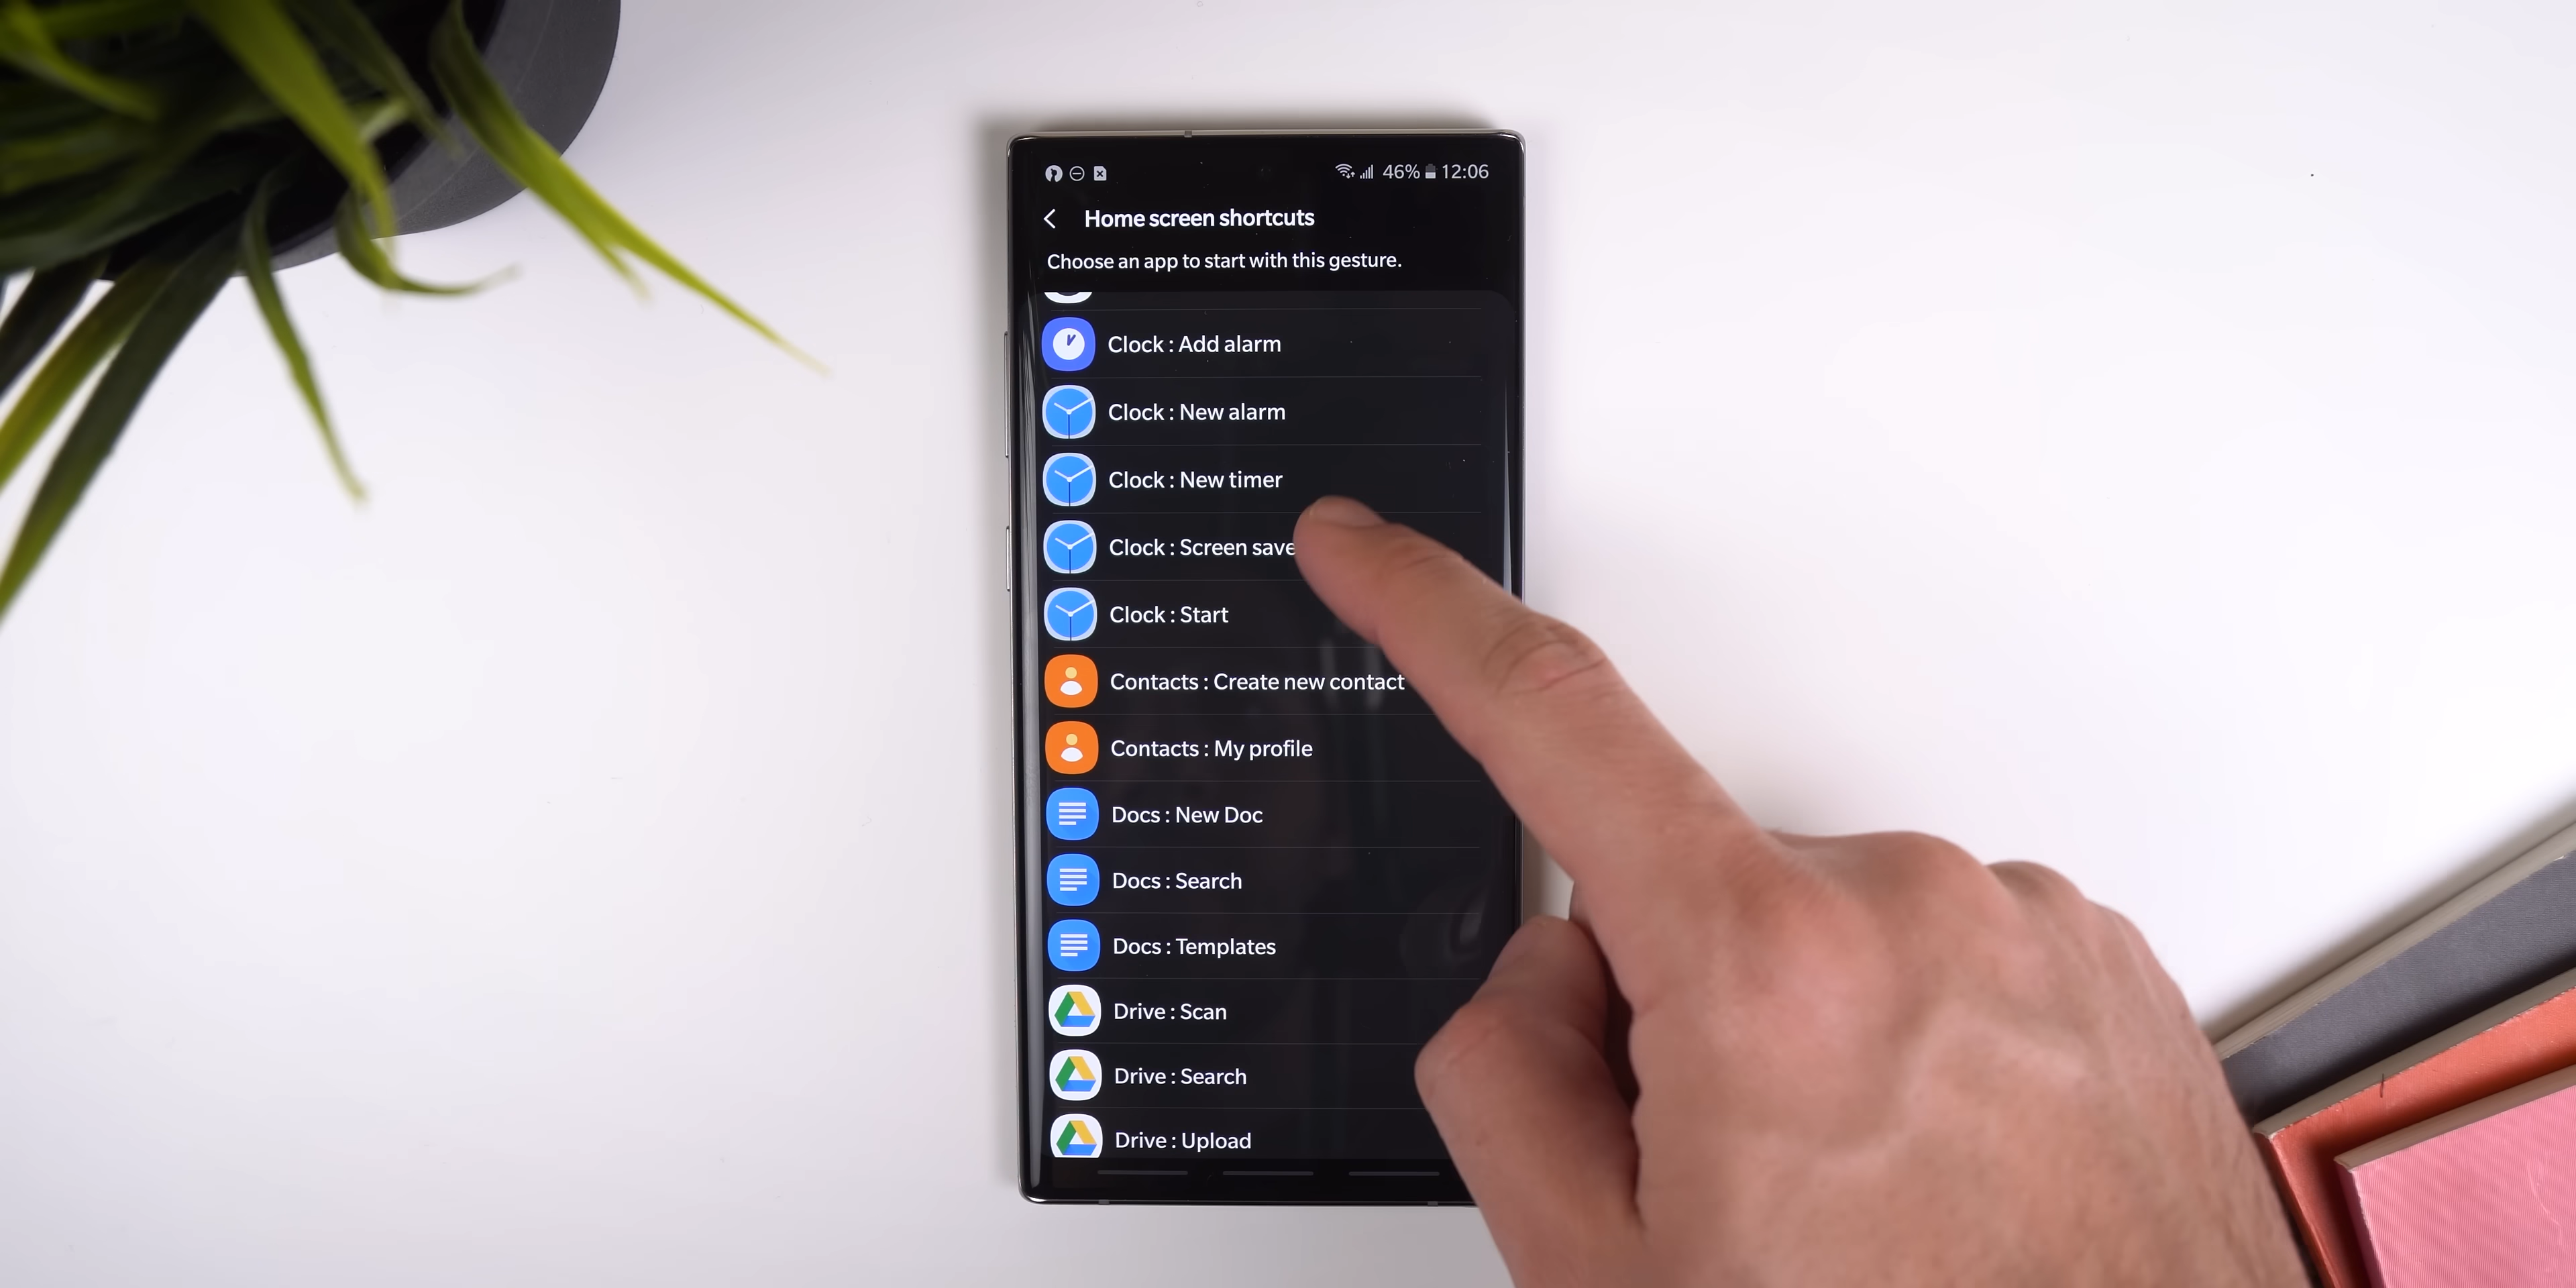 46% 12:06
Home screen shortcuts
Choose an app to start with this gesture.
Clock : Add alarm
Clock : New alarm
Clock : New timer
Clock : Screen save
Clock : Start
Contacts : Create new contact
Contacts : My profile
Docs : New Doc
Docs : Search
Docs : Templates
Drive : Scan
Drive : Search
Drive : Upload